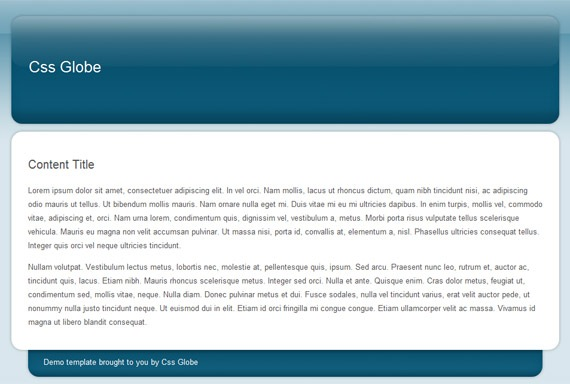 Css Globe
Content Title
Lorem ipsum dolor sit amet, consectetuer adipiscing elit. In vel orci. Nam mollis, lacus ut rhoncus dictum, quam nibh tincidunt nisi, ac adipiscing
odio mauris ut tellus. Ut bibendum mollis mauris. Nam ornare nulla eget mi. Duis vitae mi eu mi ultricies dapibus. In enim turpis, mollis vel, commodo
vitae, adipiscing et, orci. Nam urna lorem, condimentum quis, dignissim vel, vestibulum a, metus. Morbi porta risus vulputate tellus scelerisque
vehicula. Mauris eu magna non velit accumsan pulvinar. Ut massa nisi, porta id, convallis at, elementum a, nisl. Phasellus ultricies consequat tellus.
Integer quis orci vel neque ultricies tincidunt.
Nullam volutpat. Vestibulum lectus metus, lobortis nec, molestie at, pellentesque quis, ipsum. Sed arcu. Praesent nunc leo, rutrum et, auctor ac,
tincidunt quis, lacus. Etiam nibh. Mauris rhoncus scelerisque metus. Integer sed orci. Nulla et ante. Quisque enim. Cras dolor metus, feugiat ut,
condimentum sed, mollis vitae, neque. Nulla diam. Donec pulvinar metus et dui. Fusce sodales, nulla vel tincidunt varius, erat velit auctor pede, ut
nonummy nulla justo tincidunt neque. Ut euismod dui in elit. Etiam id orci fringilla mi congue congue. Etiam ullamcorper velit ac massa. Vivamus id
magna ut libero blandit consequat.
Demo template brought to you by Css Globe